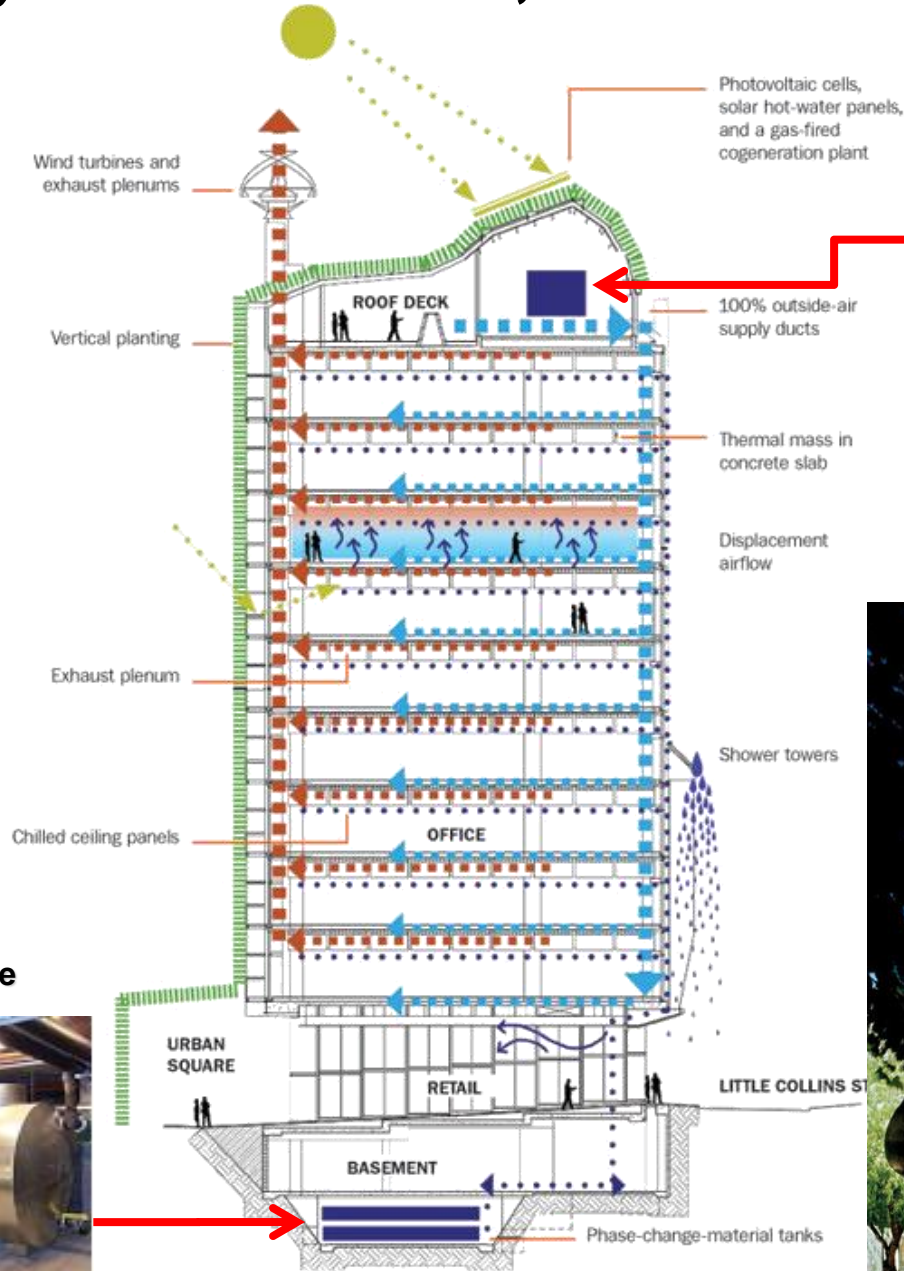 Photovoltaic cells,
solar hot-water panels,
and a gas-fired
cogeneration plant
Wind turbines and
exhaust plenums
ROOF DECK
100% outside-air
supply ducts
Vertical planting
Thermal mass in
concrete slab
Displacement
airflow
Exhaust plenum
Shower towers
Chilled ceiling panels
OFFICE
URBAN
SQUARE
RETAIL
LITTLE COLLINS
BASEMENT
Phase-change-material tanks